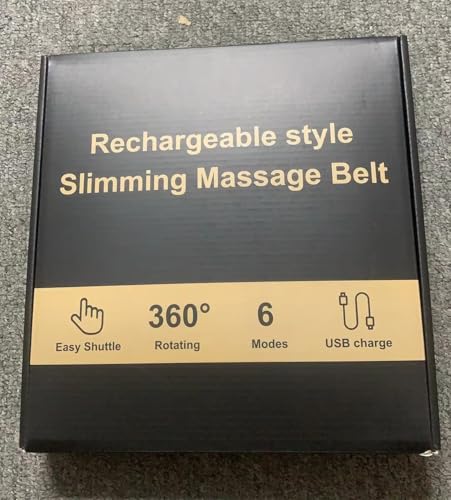 Rechargeable style
Slimming Massage Belt
360° 6
Easy Shuttle Rotating Modes USB charge